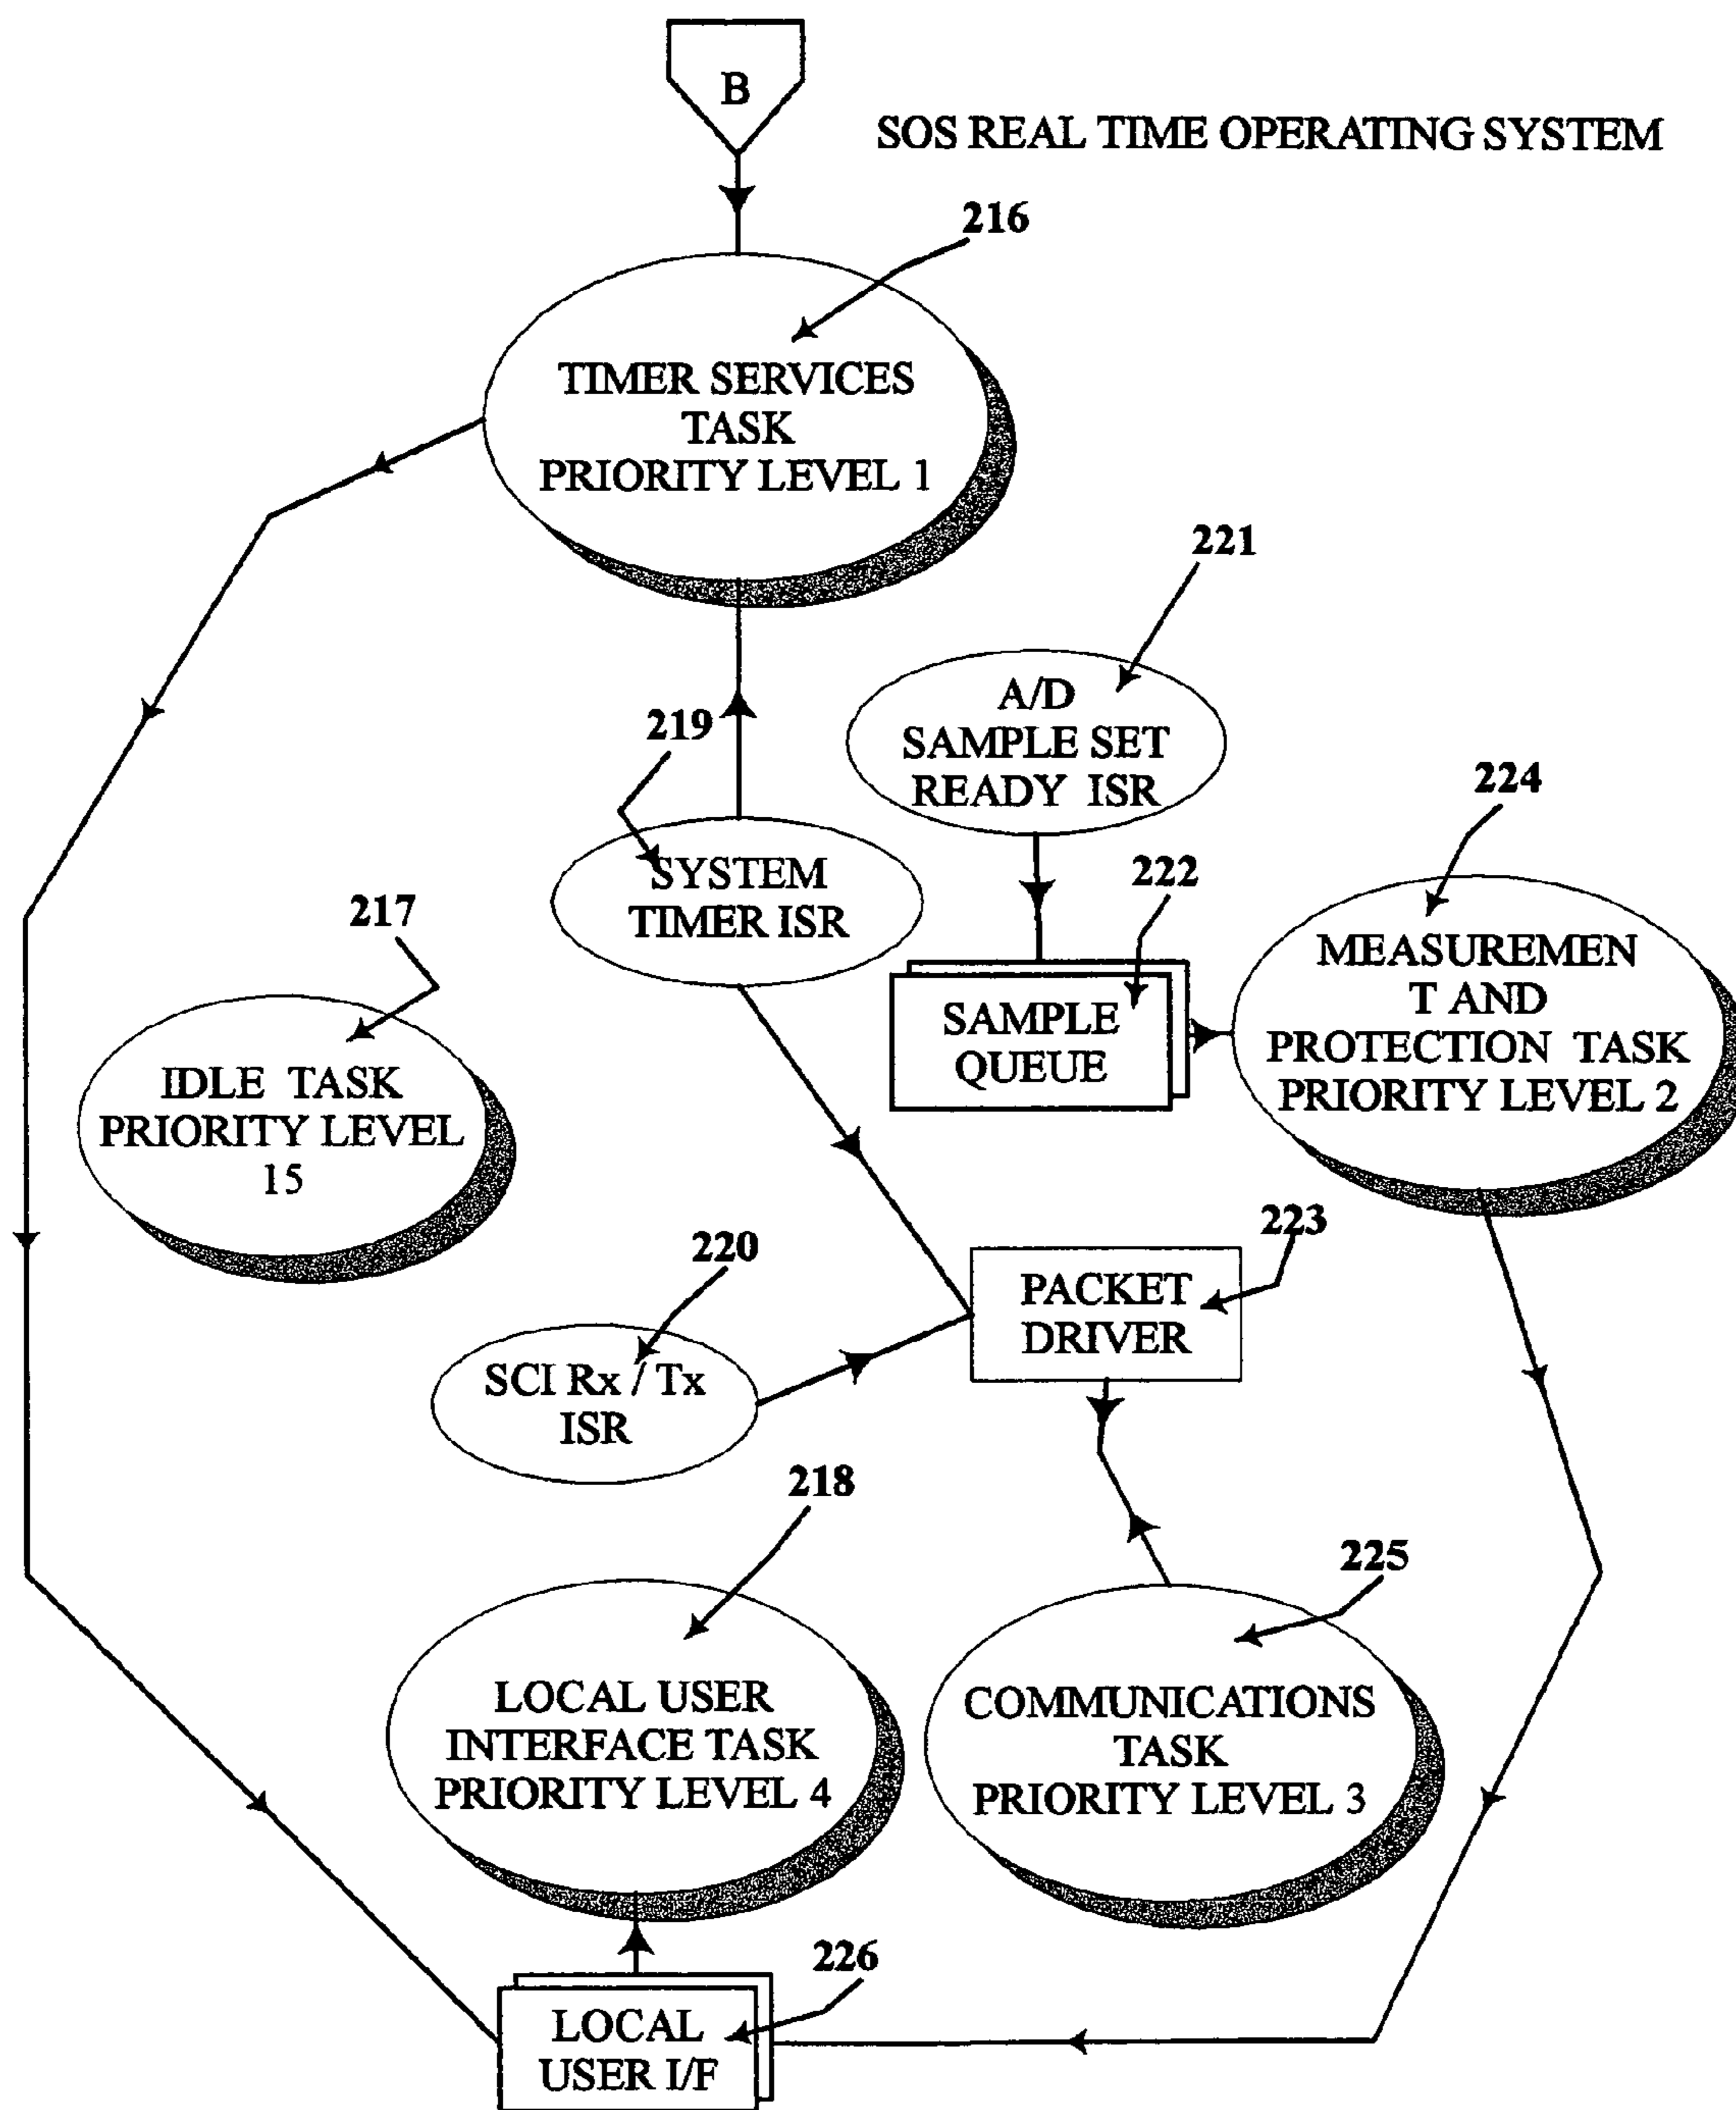 B
SOS REAL TIME OPERATING SYSTEM
216
TIMER SERVICES
TASK
PRIORITY LEVEL 1
221
A/D
SAMPLE SET
READY ISR
219
SYSTEM
TIMER ISR
224
222
217
MEASUREMEN
T AND
PROTECTION TASK
PRIORITY LEVEL 2
SAMPLE
QUEUE
IDLE TASK
PRIORITY LEVEL
15
223
220
PACKET
DRIVER
SCI Rx / Tx
ISR
218
225
LOCAL USER
INTERFACE TASK
PRIORITY LEVEL 4
COMMUNICATIONS
TASK
PRIORITY LEVEL 3
226
LOCAL
USER I/F